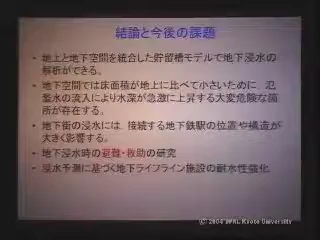 結論と今後の課題
• 地上と地下空間を統合した貯留槽モデルで地下浸水の
解析ができる。
• 地下空間では床面積が地上に比べて小さいために、氾
濫水の流入により水深が急激に上昇する大変危険な箇
所が存在する。
• 地下街の浸水には、接続する地下鉄駅の位置や構造が
大きく影響する。
• 地下浸水時の避難・救助の研究
• 浸水予測に基づく地下ライフライン施設の耐水性強化
© 2004 DPRI, Kyoto University